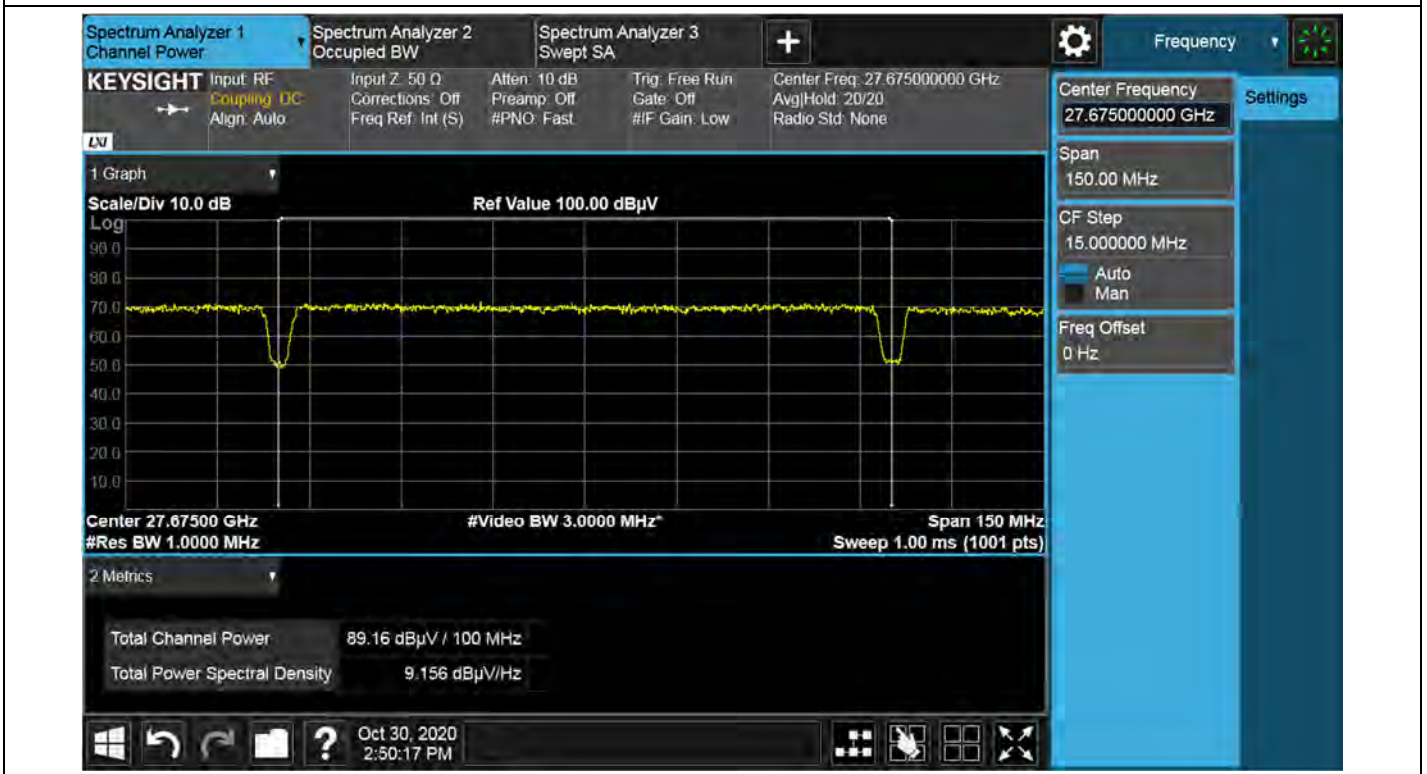 Spectrum Analyzer 1
Channel Power
Spectrum Analyzer 2
Occupied BW
Spectrum Analyzer 3
Swept SA
+
Frequency
KEYSIGHT
Input: RF
Coupling: DC
Align: Auto
Input Z: 50 Ω
Corrections: Off
Freq Ref: Int (S)
Atten: 10 dB
Preamp: Off
#PNO: Fast
Trig: Free Run
Gate: Off
#IF Gain: Low
Center Freq: 27.675000000 GHz
Avg|Hold: 20/20
Radio Std: None
LXI
Center Frequency
27.675000000 GHz
Settings
Span
150.00 MHz
CF Step
15.000000 MHz
Auto
Man
Freq Offset
0 Hz
1 Graph
Scale/Div 10.0 dB
Ref Value 100.00 dBµV
Log
90.0
80.0
70.0
60.0
50.0
40.0
30.0
20.0
10.0
Center 27.67500 GHz
#Video BW 3.0000 MHz*
Span 150 MHz
#Res BW 1.0000 MHz
Sweep 1.00 ms (1001 pts)
2 Metrics
Total Channel Power
89.16 dBµV / 100 MHz
Total Power Spectral Density
9.156 dBµV/Hz
?
Oct 30, 2020
2:50:17 PM